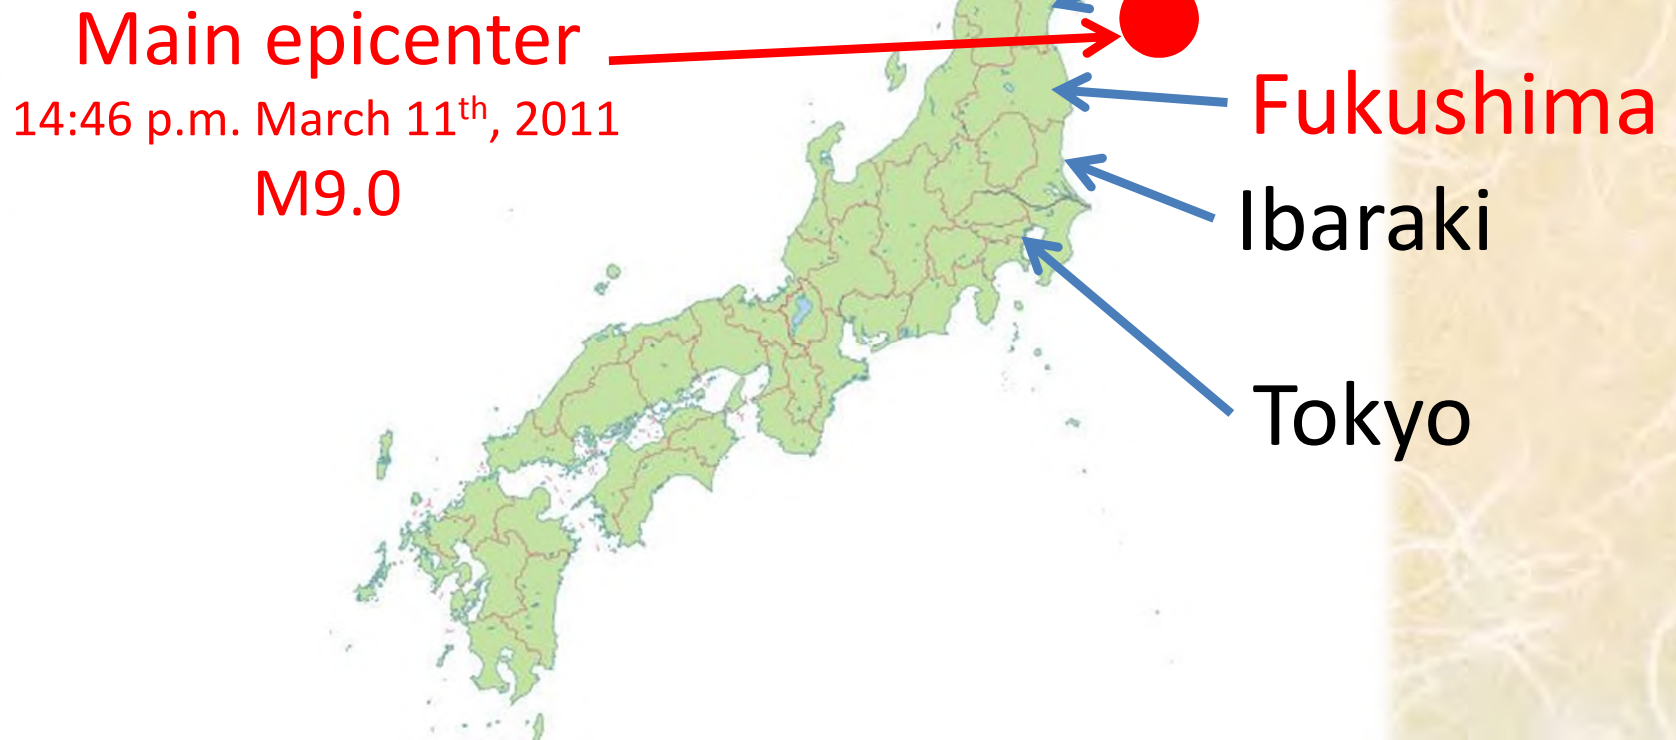 Main epicenter
14:46 p.m. March 11th, 2011
M9.0
Fukushima
Ibaraki
Tokyo